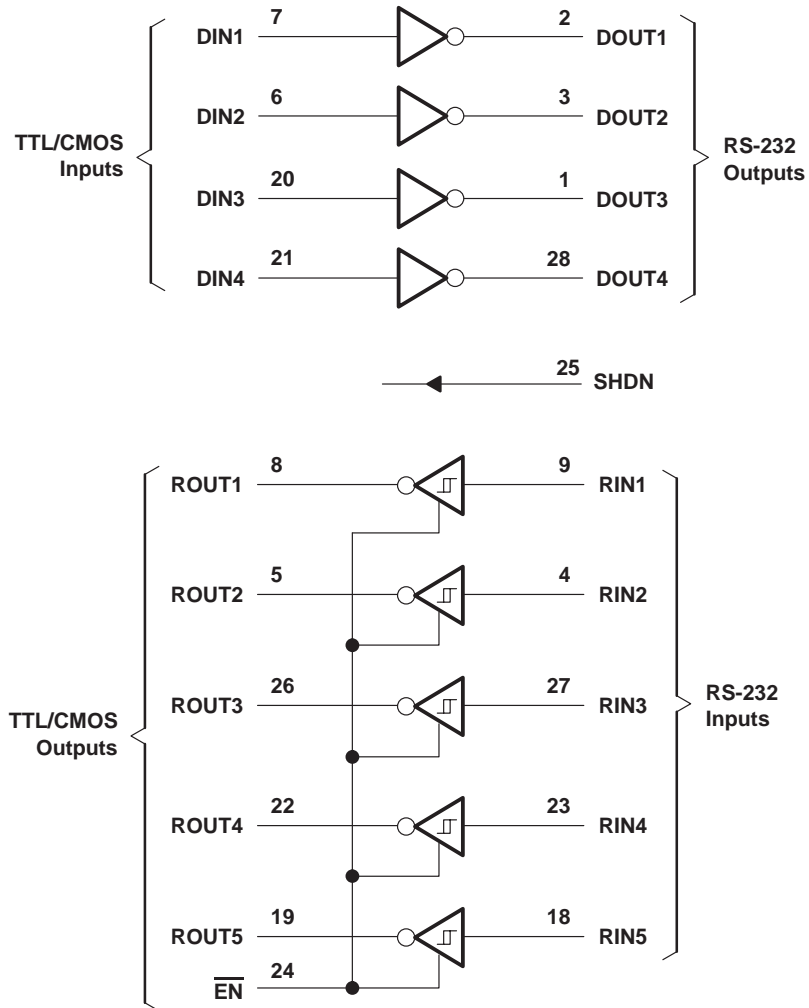 DIN1 7 2 DOUT1
DIN2 6 3 DOUT2
TTL/CMOS
Inputs
RS-232
Outputs
DIN3 20 1 DOUT3
DIN4 21 28 DOUT4
25 SHDN
ROUT1 8 9 RIN1
ROUT2 5 4 RIN2
ROUT3 26 27 RIN3
TTL/CMOS
Outputs
RS-232
Inputs
ROUT4 22 23 RIN4
ROUT5 19 18 RIN5
E̅N̅ 24